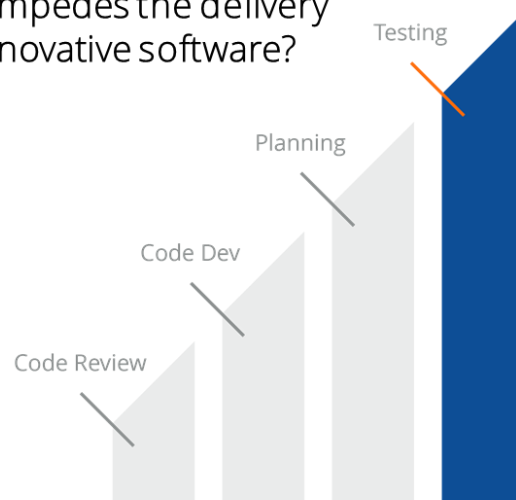 mpedes the delivery
novative software?
Testing
Planning
Code Dev
Code Review